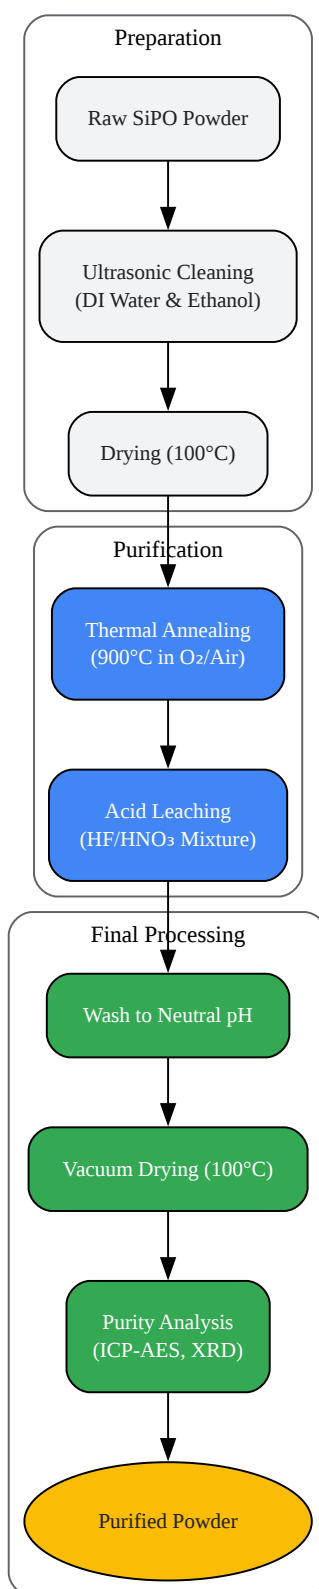 Preparation
Raw SiPO Powder
Ultrasonic Cleaning
(DI Water & Ethanol)
Drying (100°C)
Purification
Thermal Annealing
(900°C in O₂/Air)
Acid Leaching
(HF/HNO₃ Mixture)
Final Processing
Wash to Neutral pH
Vacuum Drying (100°C)
Purity Analysis
(ICP-AES, XRD)
Purified Powder